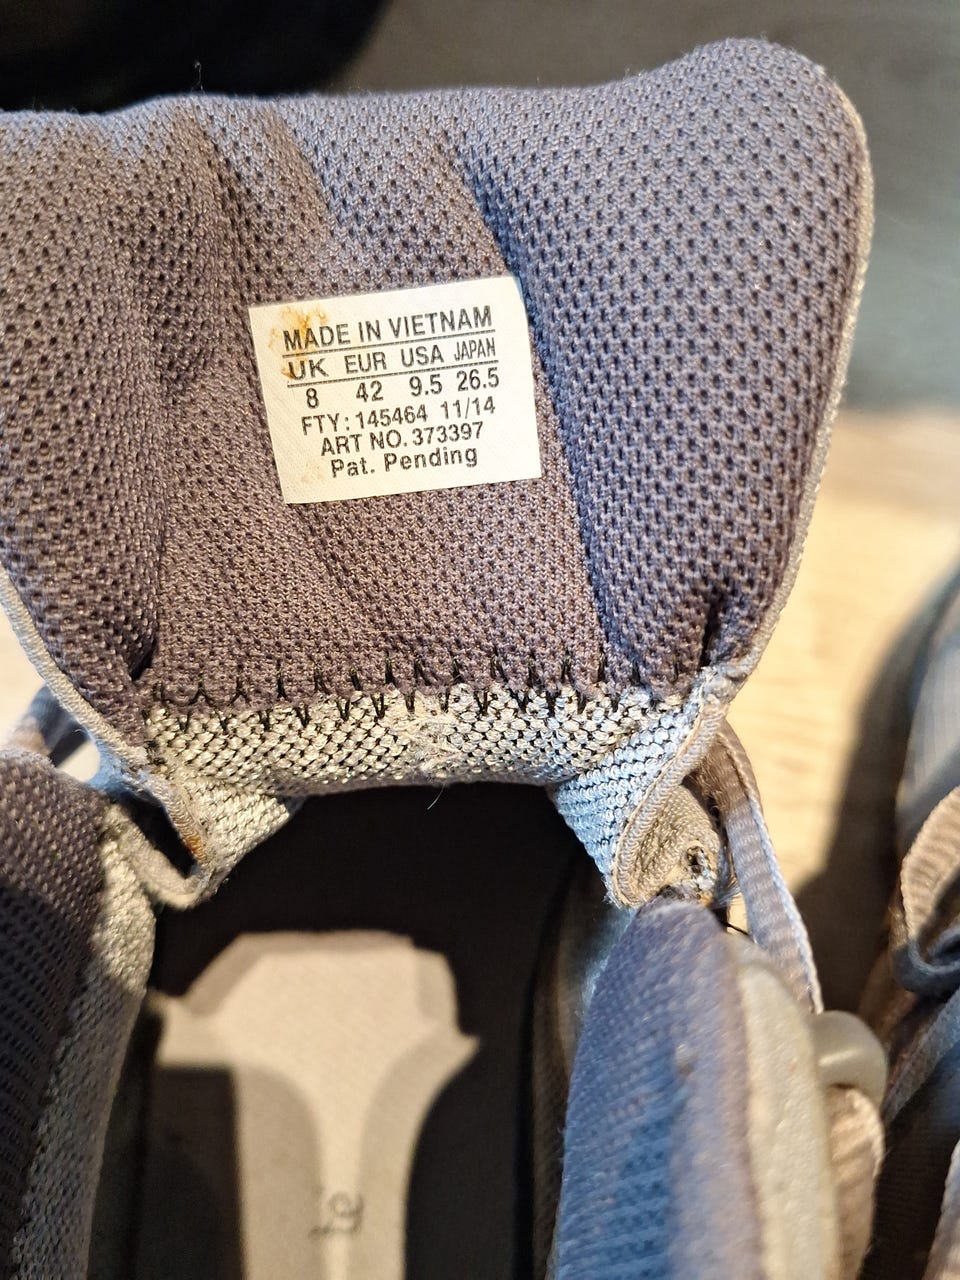 MADE IN VIETNAM
UK EUR USA JAPAN
8 42 9.5 26.5
FTY: 145464 11/14
ART NO. 373397
Pat. Pending